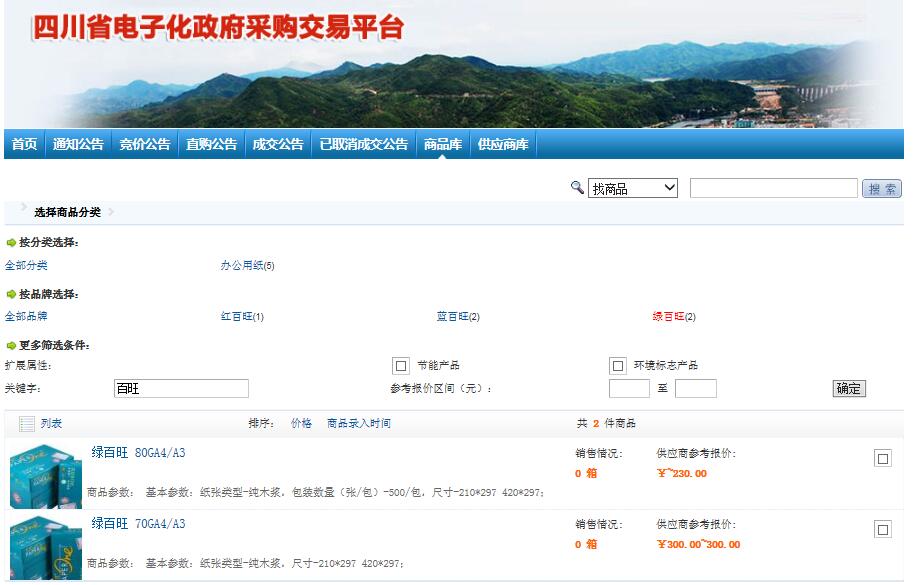 四川省电子化政府采购交易平台
首页 通知公告 竞价公告 直购公告 成交公告 已取消成交公告 商品库 供应商库
找商品 搜 索
选择商品分类
按分类选择:
全部分类 办公用纸(5)
按品牌选择:
全部品牌 红百旺(1) 蓝百旺(2) 绿百旺(2)
更多筛选条件:
扩展属性: 节能产品 环境标志产品
关键字: 百旺 参考报价区间（元）: 至 确定
列表 排序: 价格 商品录入时间 共 2 件商品
绿百旺 80GA4/A3 销售情况: 供应商参考报价:
0 箱 ￥~230.00
商品参数: 基本参数: 纸张类型-纯木浆, 包装数量（张/包）-500/包, 尺寸-210*297 420*297;
绿百旺 70GA4/A3 销售情况: 供应商参考报价:
0 箱 ￥300.00~300.00
商品参数: 基本参数: 纸张类型-纯木浆, 尺寸-210*297 420*297;